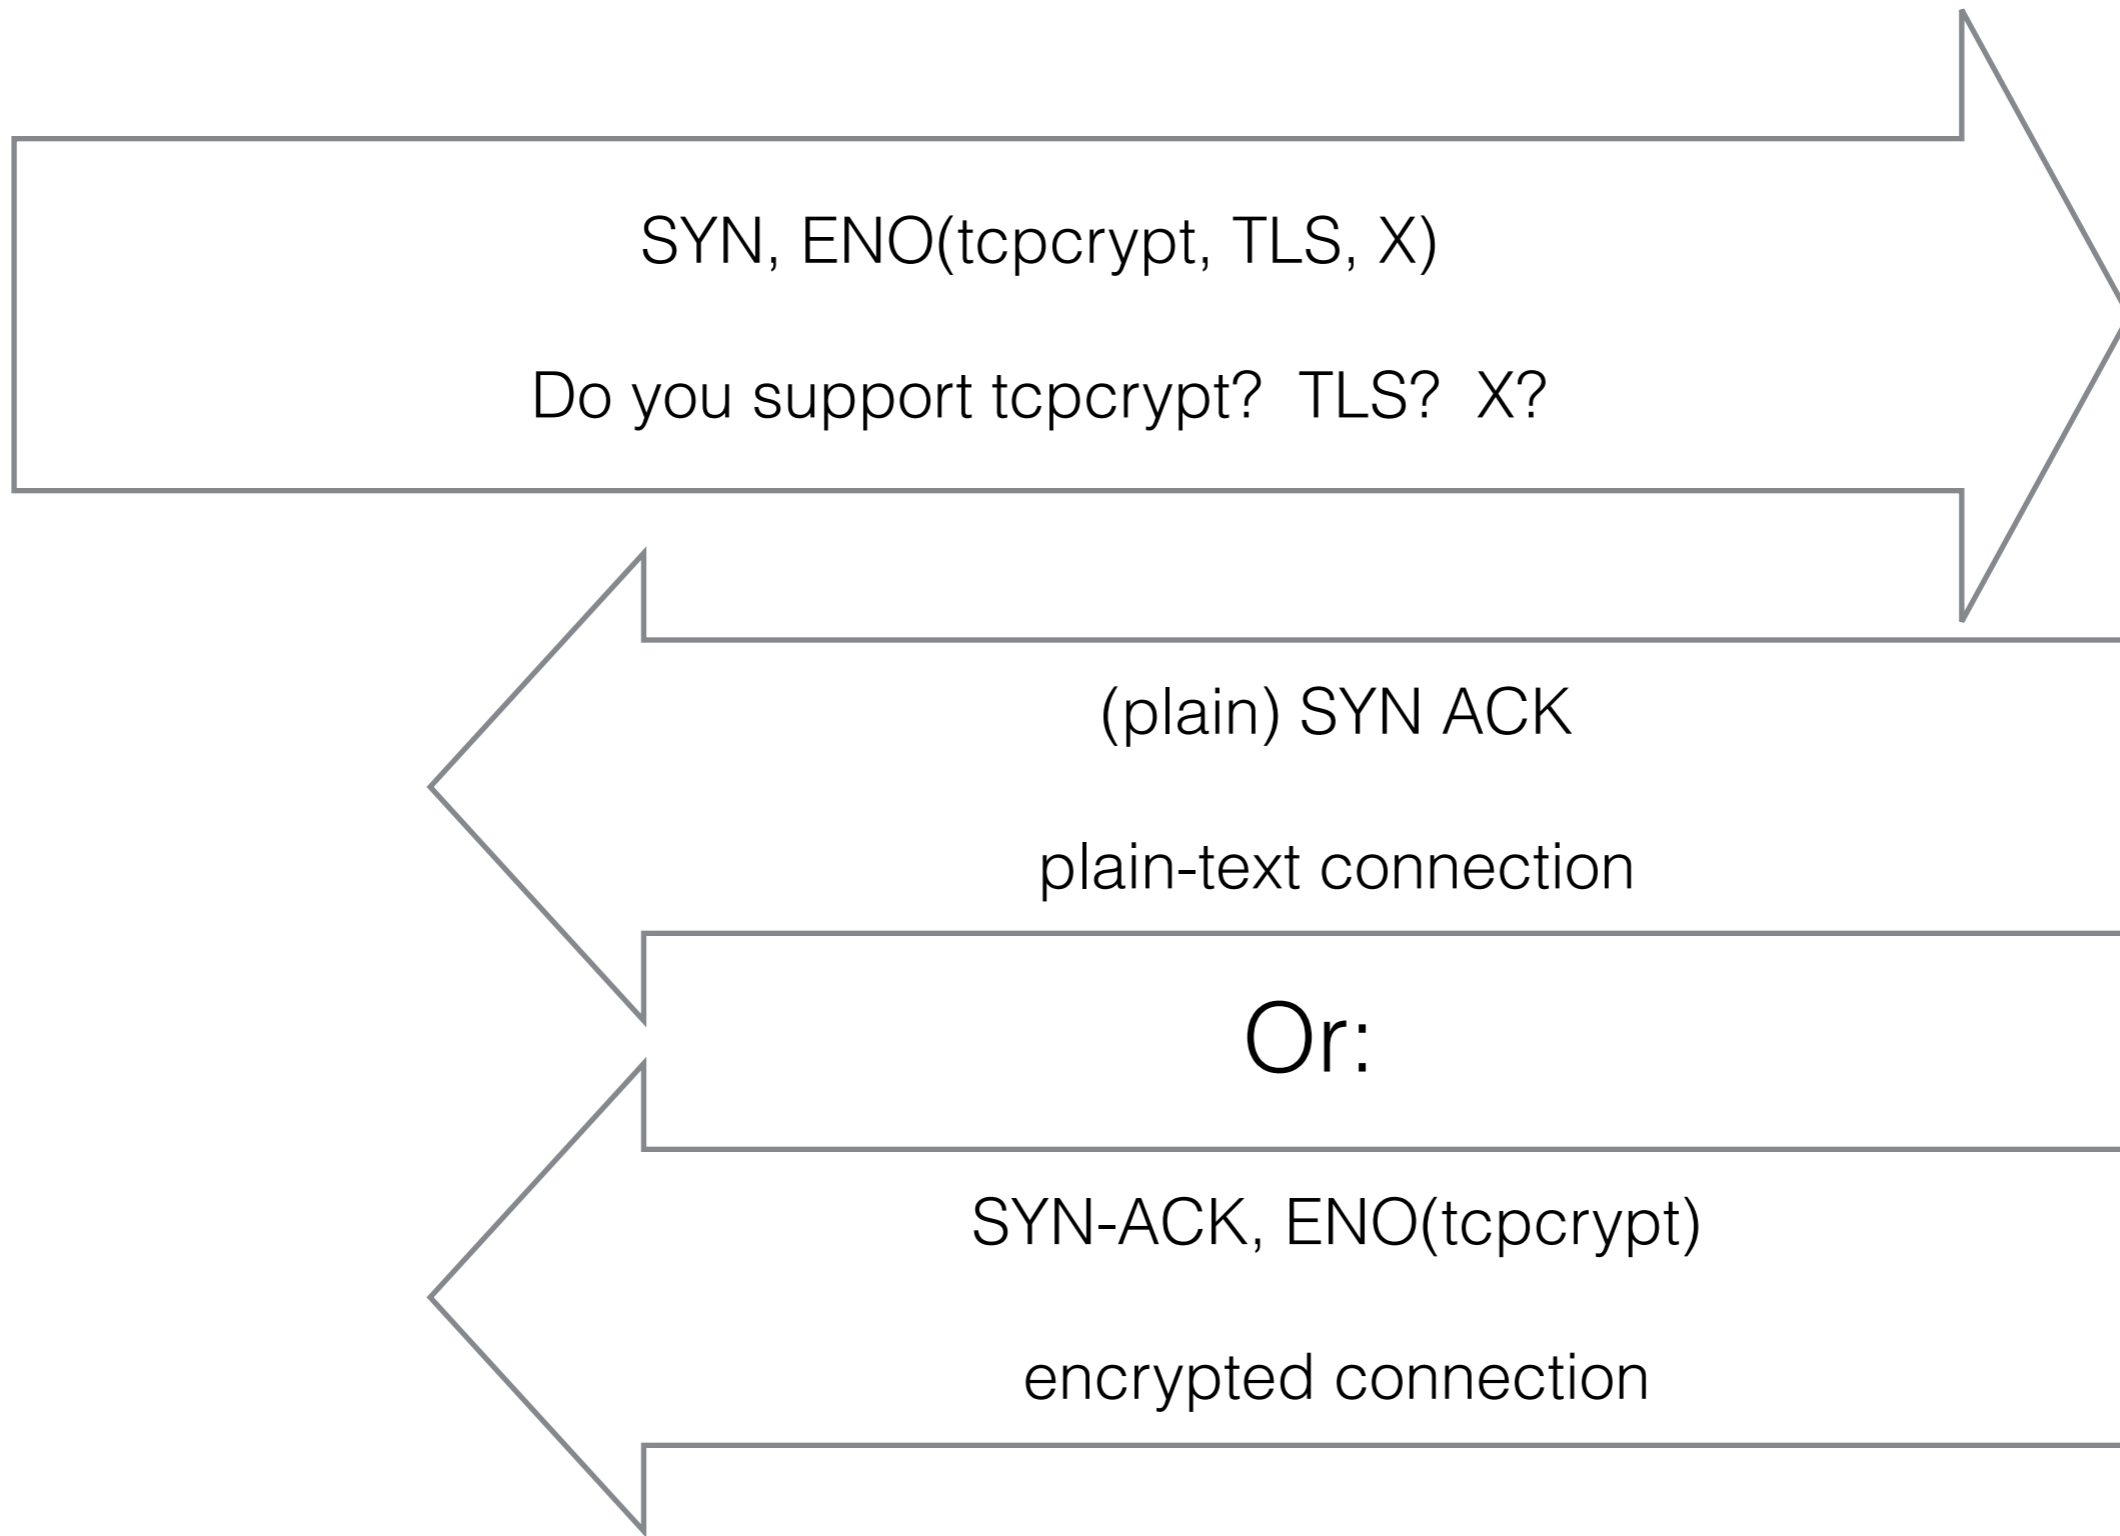 SYN, ENO(tcpcrypt, TLS, X)
Do you support tcpcrypt?  TLS?  X?
(plain) SYN ACK
plain-text connection
Or:
SYN-ACK, ENO(tcpcrypt)
encrypted connection